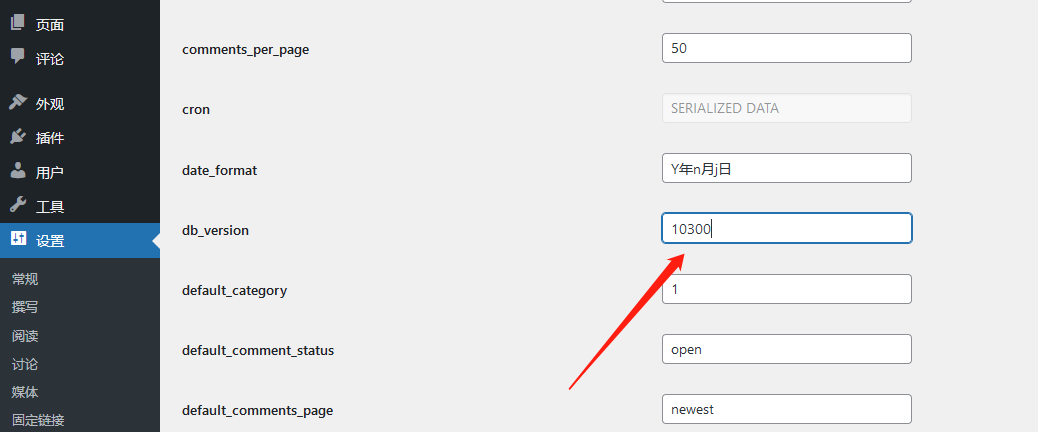 页面
评论
外观
插件
用户
工具
设置
常规
撰写
阅读
讨论
媒体
固定链接
comments_per_page 50
cron SERIALIZED DATA
date_format Y年n月j日
db_version 10300
default_category 1
default_comment_status open
default_comments_page newest